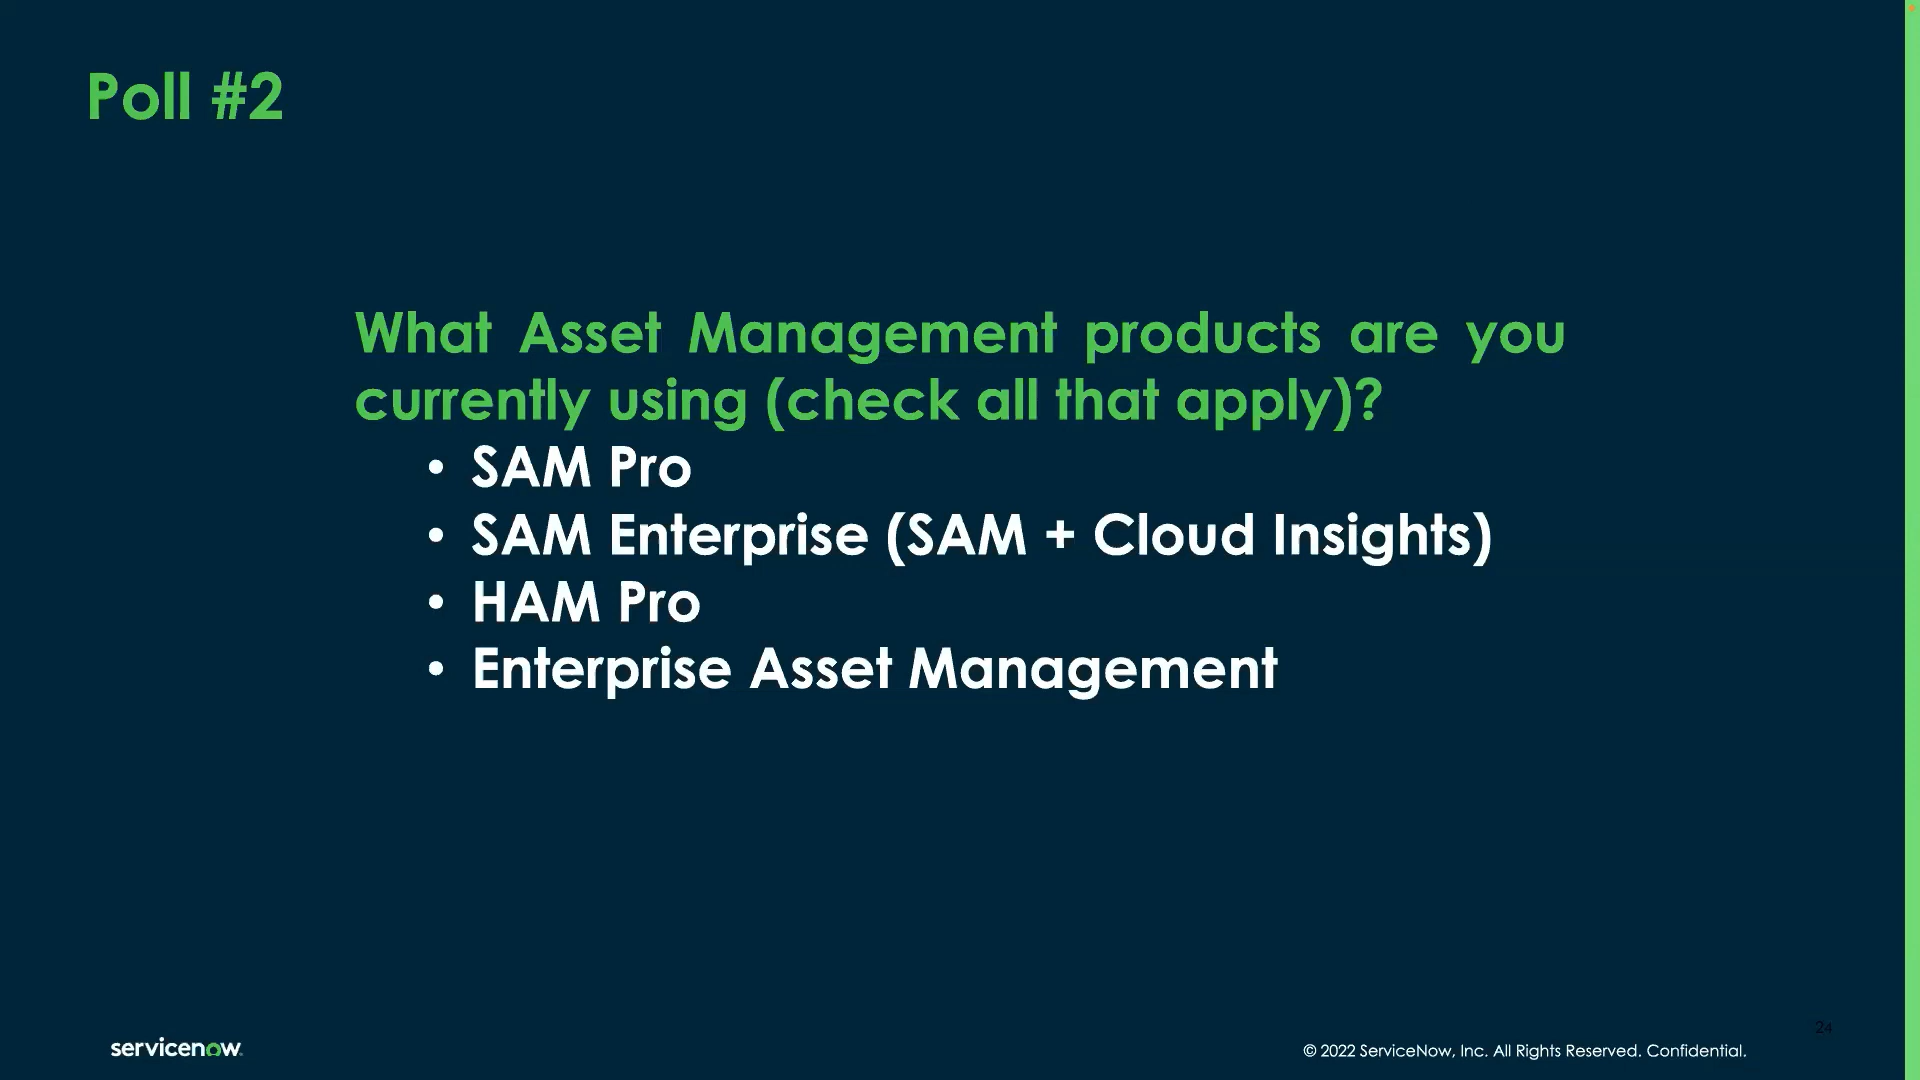 Poll #2
What Asset Management products are you
currently using (check all that apply)?
• SAM Pro
• SAM Enterprise (SAM + Cloud Insights)
• HAM Pro
• Enterprise Asset Management
24
servicenow.
© 2022 ServiceNow, Inc. All Rights Reserved. Confidential.